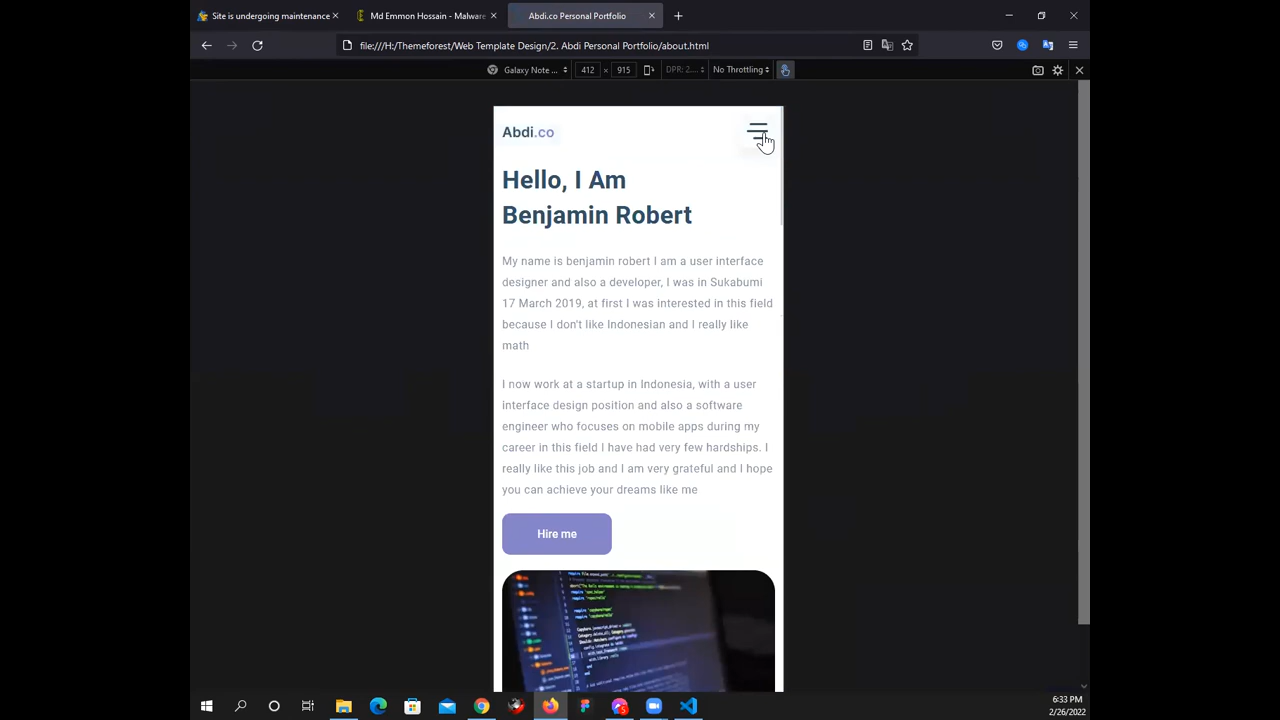 Site is undergoing maintenance
Md Emmon Hossain - Malware
Abdi.co Personal Portfolio
file:///H:/Themeforest/Web Template Design/2. Abdi Personal Portfolio/about.html
Galaxy Note ...
412 × 915
DPR: 2...
No Throttling
Abdi.co
Hello, I Am
Benjamin Robert
My name is benjamin robert I am a user interface
designer and also a developer, I was in Sukabumi
17 March 2019, at first I was interested in this field
because I don't like Indonesian and I really like
math
I now work at a startup in Indonesia, with a user
interface design position and also a software
engineer who focuses on mobile apps during my
career in this field I have had very few hardships. I
really like this job and I am very grateful and I hope
you can achieve your dreams like me
Hire me
6:33 PM
2/26/2022